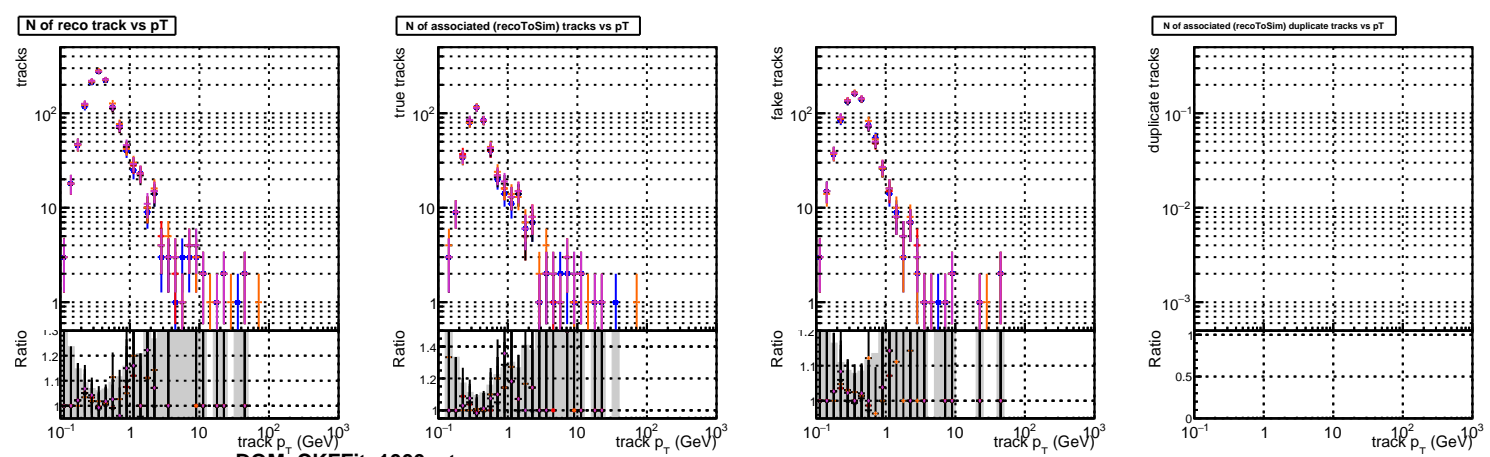 N of reco track vs pT
N of associated (recoToSim) tracks vs pT
N of associated (recoToSim) duplicate tracks vs pT
tracks
10²
10
1
Ratio
1.3
1.2
1.1
1
10⁻¹ 1 10 10² 10³
track p_T (GeV)
true tracks
10²
10
1
Ratio
1.4
1.2
1
10⁻¹ 1 10 10² 10³
track p_T (GeV)
fake tracks
10²
10
1
Ratio
1.2
1.1
1
10⁻¹ 1 10 10² 10³
track p_T (GeV)
duplicate tracks
10⁻¹
10⁻²
10⁻³
Ratio
1
0.5
0
10⁻¹ 1 10 10² 10³
track p_T (GeV)